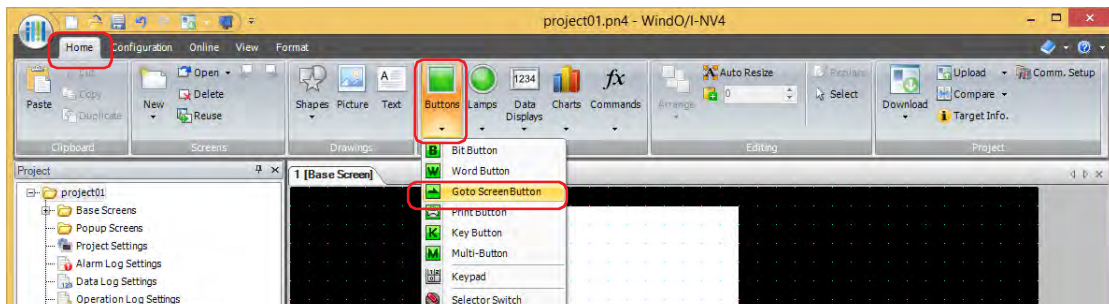 project01.pn4 - WindO/I-NV4
Home Configuration Online View Format
Cut Open Auto Resize Replace Upload Comm. Setup
Copy Delete 1234 fx 0 Select Compare
Paste Duplicate New Reuse Shapes Picture Text Buttons Lamps Data Displays Charts Commands Arrange Download Target Info.
Clipboard Screens Drawings Editing Project
Project 1 [Base Screen]
B Bit Button
W Word Button
Goto Screen Button
Print Button
K Key Button
M Multi-Button
Keypad
Selector Switch
project01
Base Screens
Popup Screens
Project Settings
Alarm Log Settings
Data Log Settings
Operation Log Settings